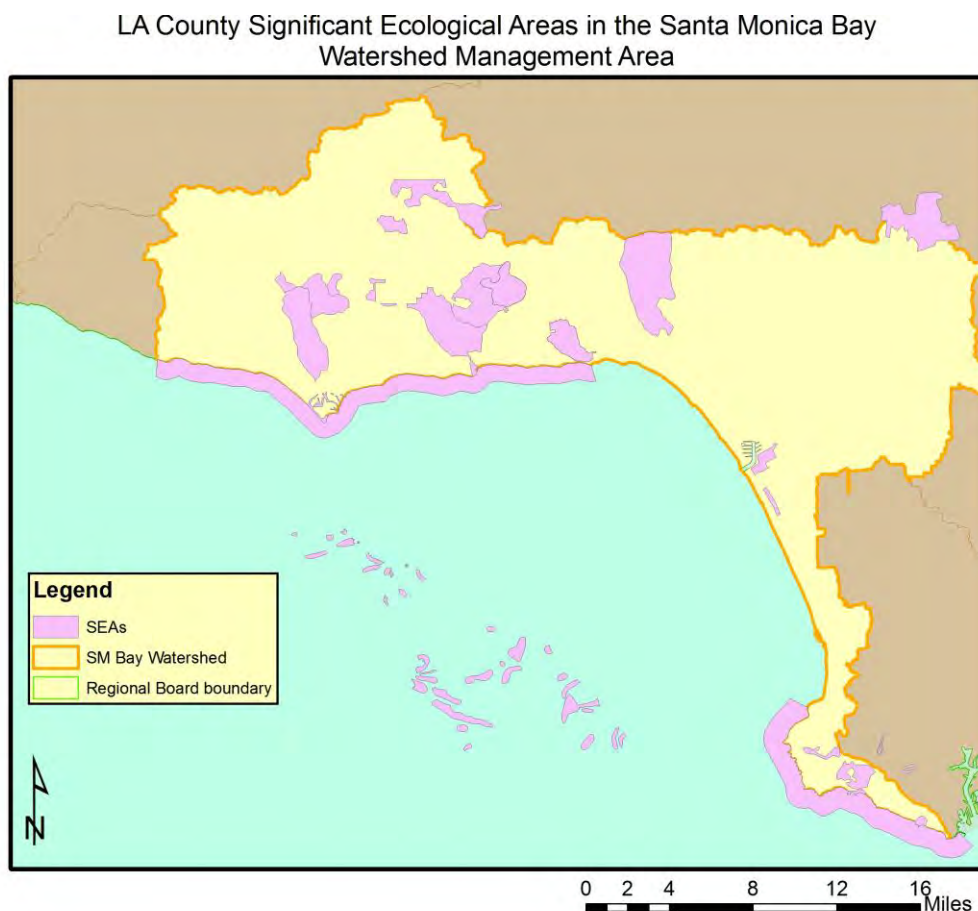 LA County Significant Ecological Areas in the Santa Monica Bay
Watershed Management Area
Legend
SEAs
SM Bay Watershed
Regional Board boundary
N
0 2 4 8 12 16
Miles